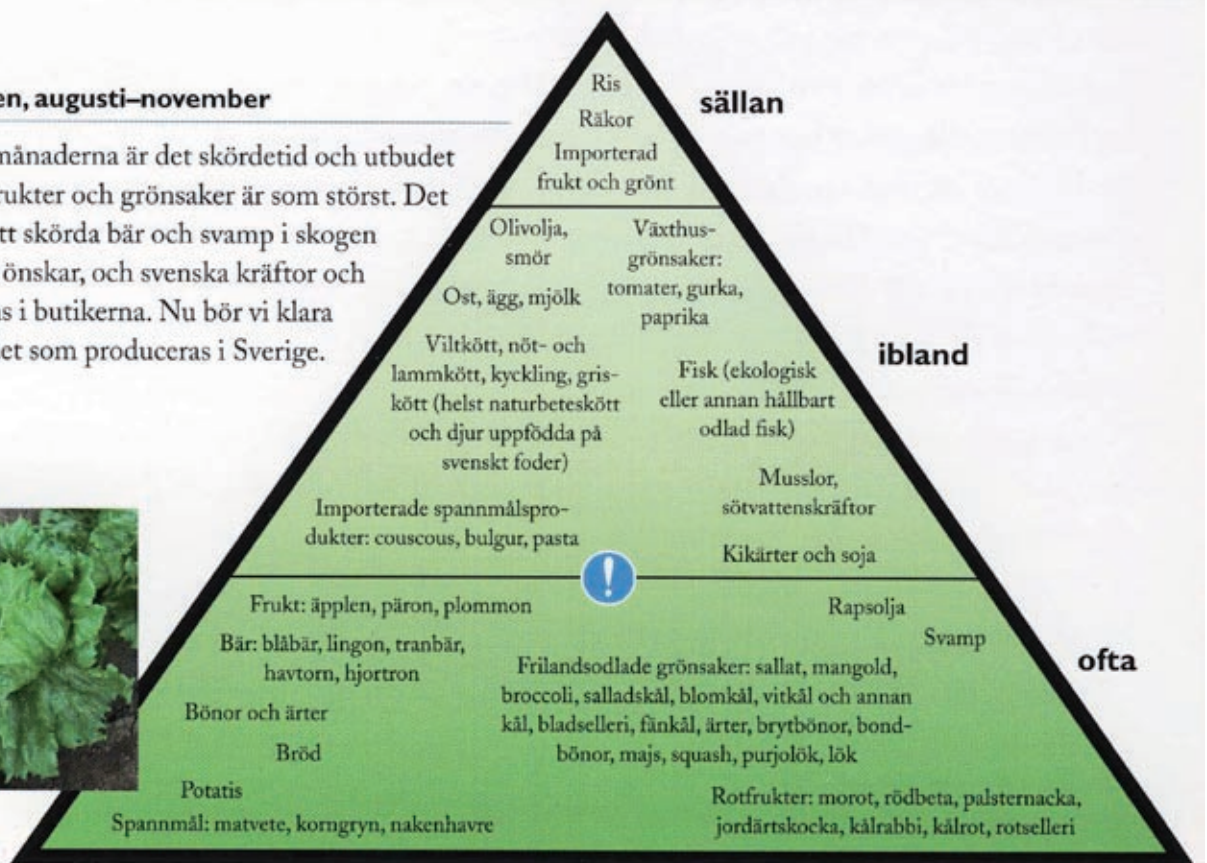 en, augusti–november
månaderna är det skördetid och utbudet
rukter och grönsaker är som störst. Det
tt skörda bär och svamp i skogen
önskar, och svenska kräftor och
s i butikerna. Nu bör vi klara
et som produceras i Sverige.
sällan
Ris
Räkor
Importerad
frukt och grönt
ibland
Olivolja,
smör
Växthus-
grönsaker:
tomater, gurka,
paprika
Ost, ägg, mjölk
Viltkött, nöt- och
lammkött, kyckling, gris-
kött (helst naturbeteskött
och djur uppfödda på
svenskt foder)
Fisk (ekologisk
eller annan hållbart
odlad fisk)
Musslor,
sötvattenskräftor
Importerade spannmålspro-
dukter: couscous, bulgur, pasta
Kikärter och soja
!
ofta
Frukt: äpplen, päron, plommon
Rapsolja
Svamp
Bär: blåbär, lingon, tranbär,
havtorn, hjortron
Frilandsodlade grönsaker: sallat, mangold,
broccoli, salladskål, blomkål, vitkål och annan
kål, bladselleri, fänkål, ärter, brytbönor, bond-
bönor, majs, squash, purjolök, lök
Bönor och ärter
Bröd
Potatis
Spannmål: matvete, korngryn, nakenhavre
Rotfrukter: morot, rödbeta, palsternacka,
jordärtskocka, kålrabbi, kålrot, rotselleri